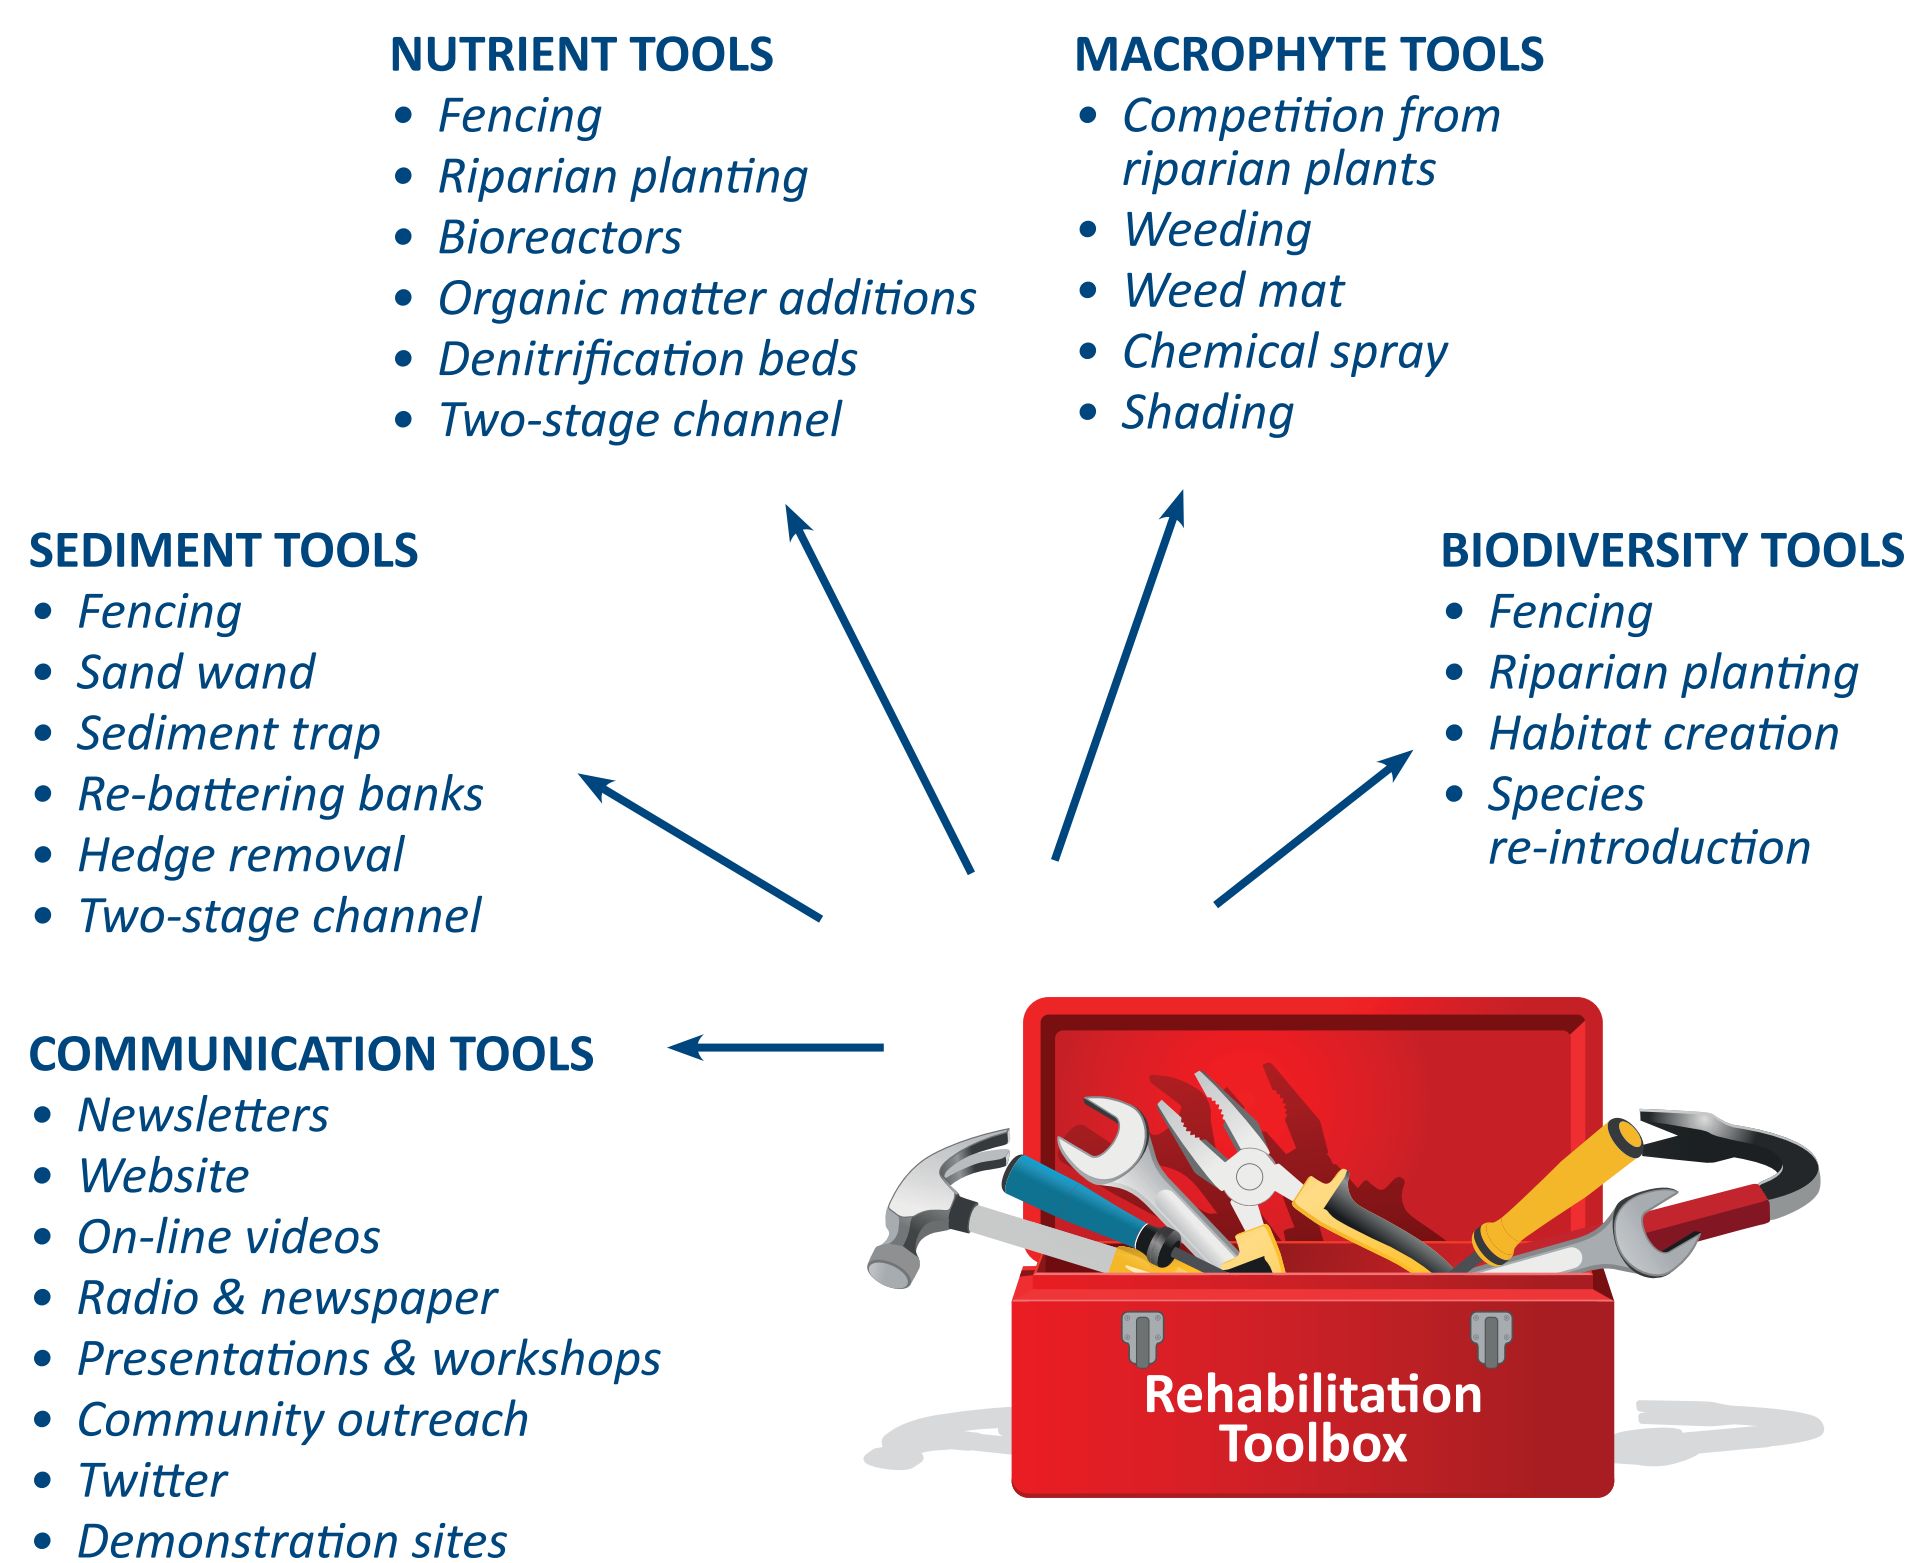 NUTRIENT TOOLS
• Fencing
• Riparian planting
• Bioreactors
• Organic matter additions
• Denitrification beds
• Two-stage channel
MACROPHYTE TOOLS
• Competition from
riparian plants
• Weeding
• Weed mat
• Chemical spray
• Shading
SEDIMENT TOOLS
• Fencing
• Sand wand
• Sediment trap
• Re-battering banks
• Hedge removal
• Two-stage channel
BIODIVERSITY TOOLS
• Fencing
• Riparian planting
• Habitat creation
• Species
re-introduction
COMMUNICATION TOOLS
• Newsletters
• Website
• On-line videos
• Radio & newspaper
• Presentations & workshops
• Community outreach
• Twitter
• Demonstration sites
Rehabilitation
Toolbox